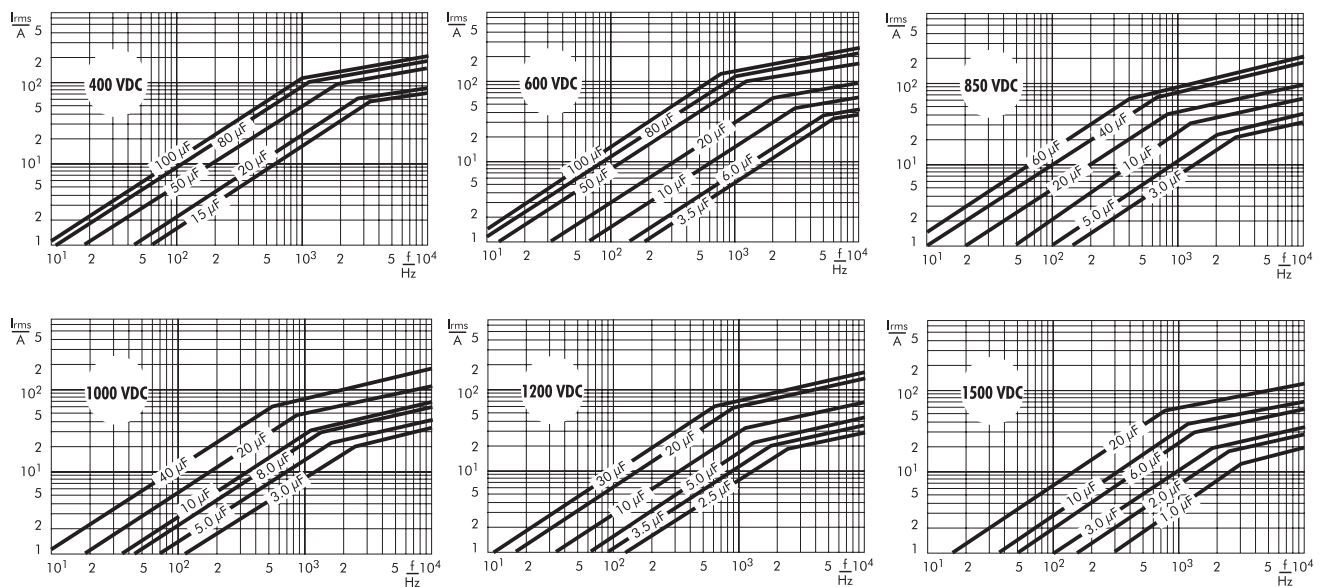 Irms/A 5 2 10² 5 2 10¹ 5 2 1
400 VDC
100 µF 80 µF 50 µF 20 µF 15 µF
10¹ 2 5 10² 2 5 10³ 2 5 f/Hz 10⁴
Irms/A 5 2 10² 5 2 10¹ 5 2 1
600 VDC
100 µF 80 µF 50 µF 20 µF 10 µF 6.0 µF 3.5 µF
10¹ 2 5 10² 2 5 10³ 2 5 f/Hz 10⁴
Irms/A 5 2 10² 5 2 10¹ 5 2 1
850 VDC
60 µF 40 µF 20 µF 10 µF 5.0 µF 3.0 µF
10¹ 2 5 10² 2 5 10³ 2 5 f/Hz 10⁴
Irms/A 5 2 10² 5 2 10¹ 5 2 1
1000 VDC
40 µF 20 µF 10 µF 8.0 µF 5.0 µF 3.0 µF
10¹ 2 5 10² 2 5 10³ 2 5 f/Hz 10⁴
Irms/A 5 2 10² 5 2 10¹ 5 2 1
1200 VDC
30 µF 20 µF 10 µF 5.0 µF 3.5 µF 2.5 µF
10¹ 2 5 10² 2 5 10³ 2 5 f/Hz 10⁴
Irms/A 5 2 10² 5 2 10¹ 5 2 1
1500 VDC
20 µF 10 µF 6.0 µF 3.0 µF 2.0 µF 1.0 µF
10¹ 2 5 10² 2 5 10³ 2 5 f/Hz 10⁴